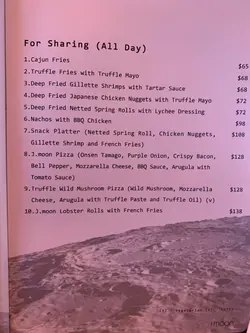 For Sharing (All Day)
1.Cajun Fries $65
2.Truffle Fries with Truffle Mayo $68
3.Deep Fried Gillette Shrimps with Tartar Sauce $68
4.Deep Fried Japanese Chicken Nuggets with Truffle Mayo $72
5.Deep Fried Netted Spring Rolls with Lychee Dressing $72
6.Nachos with BBQ Chicken $98
7.Snack Platter (Netted Spring Roll, Chicken Nuggets, $108
Gillette Shrimp and French Fries)
8.J.moon Pizza (Onsen Tamago, Purple Onion, Crispy Bacon, $128
Bell Pepper, Mozzarella Cheese, BBQ Sauce, Arugula with
Tomato Sauce)
9.Truffle Wild Mushroom Pizza (Wild Mushroom, Mozzarella $128
Cheese, Arugula with Truffle Paste and Truffle Oil) (v)
10.J.moon Lobster Rolls with French Fries $138